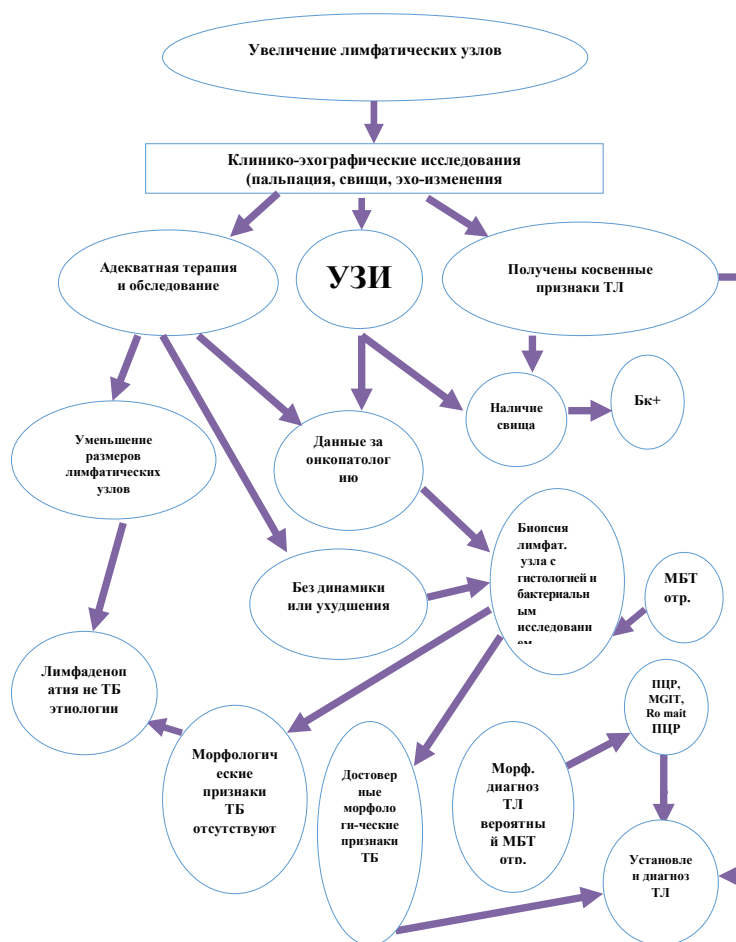 Увеличение лимфатических узлов
Клинико-эхографические исследования
(пальпация, свищи, эхо-изменения
Адекватная терапия
и обследование
УЗИ
Получены косвенные
признаки ТЛ
Уменьшение
размеров
лимфатических
узлов
Данные за
онкопатолог
ию
Наличие
свища
Бк+
Без динамики
или ухудшения
Биопсия
лимфат.
узла с
гистологией и
бактериальн
ым
исследовани
ем
МБТ
отр.
Лимфаденоп
атия не ТБ
этиологии
Морфологич
еские
признаки
ТБ
отсутствуют
Достовер
ные
морфоло
ги-ческие
признаки
ТБ
Морф.
диагноз
ТЛ
вероятны
й МБТ
отр.
ПЦР,
MGIT,
Ro mait
ПЦР
Установле
н диагноз
ТЛ